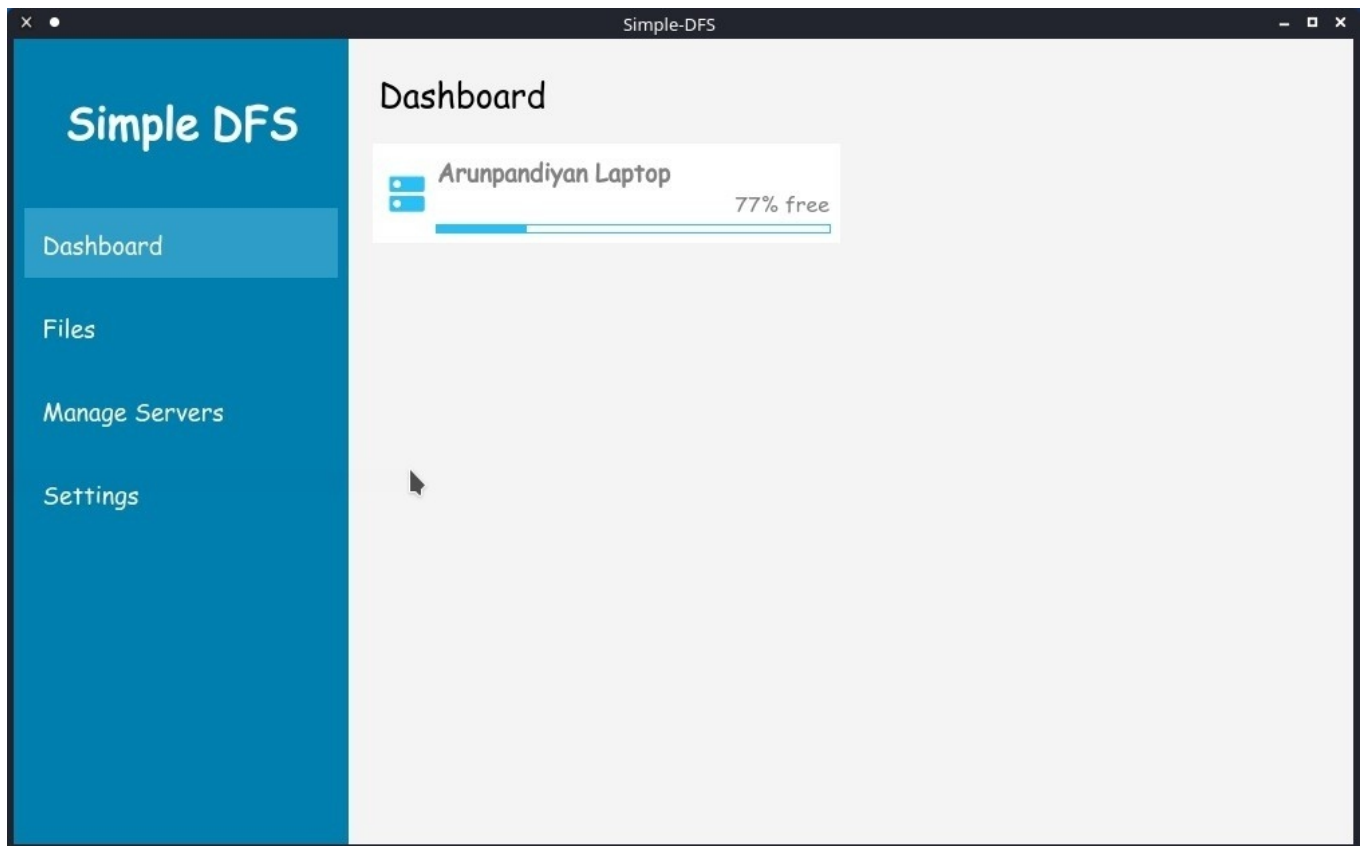 Simple-DFS
Simple DFS
Dashboard
Files
Manage Servers
Settings
Dashboard
Arunpandiyan Laptop
77% free